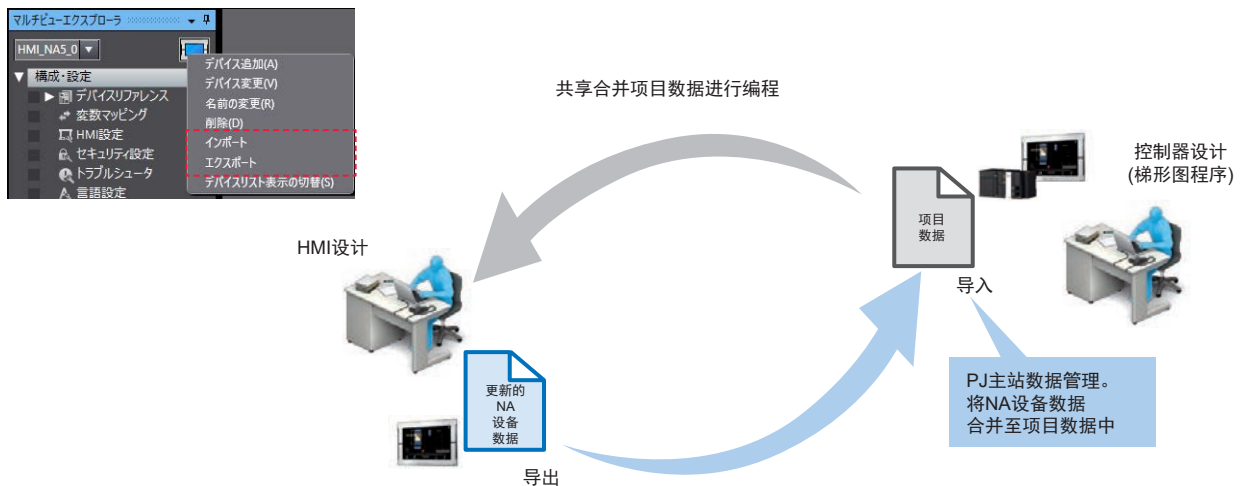 マルチビューエクスプローラ
HMI_NA5_0
構成・設定
デバイスリファレンス
変数マッピング
HMI設定
セキュリティ設定
トラブルシュータ
言語設定
デバイス追加(A)
デバイス変更(V)
名前の変更(R)
削除(D)
インポート
エクスポート
デバイスリスト表示の切替(S)
共享合并项目数据进行编程
控制器设计
(梯形图程序)
项目
数据
导入
HMI设计
更新的
NA
设备
数据
导出
PJ主站数据管理。
将NA设备数据
合并至项目数据中